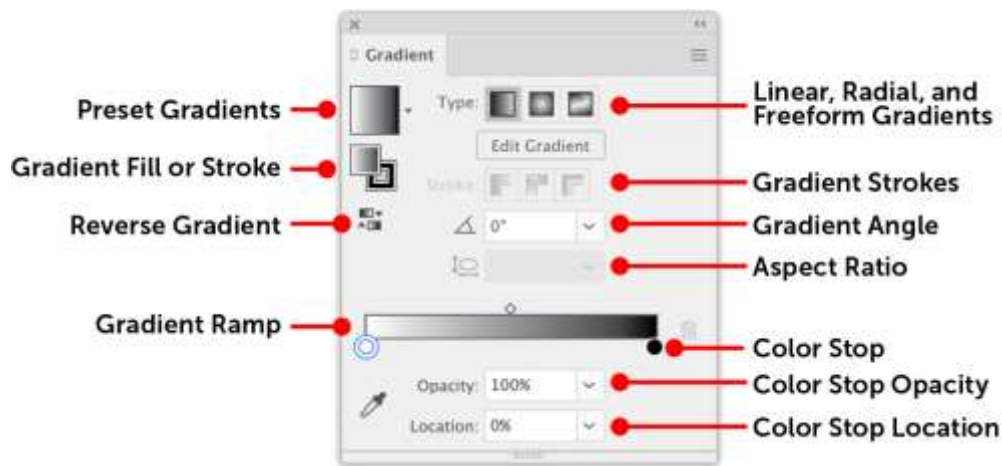 Gradient
Preset Gradients
Type:
Linear, Radial, and
Freeform Gradients
Edit Gradient
Gradient Fill or Stroke
Stroke:
Gradient Strokes
Reverse Gradient
0°
Gradient Angle
Aspect Ratio
Gradient Ramp
Color Stop
Opacity: 100%
Color Stop Opacity
Location: 0%
Color Stop Location